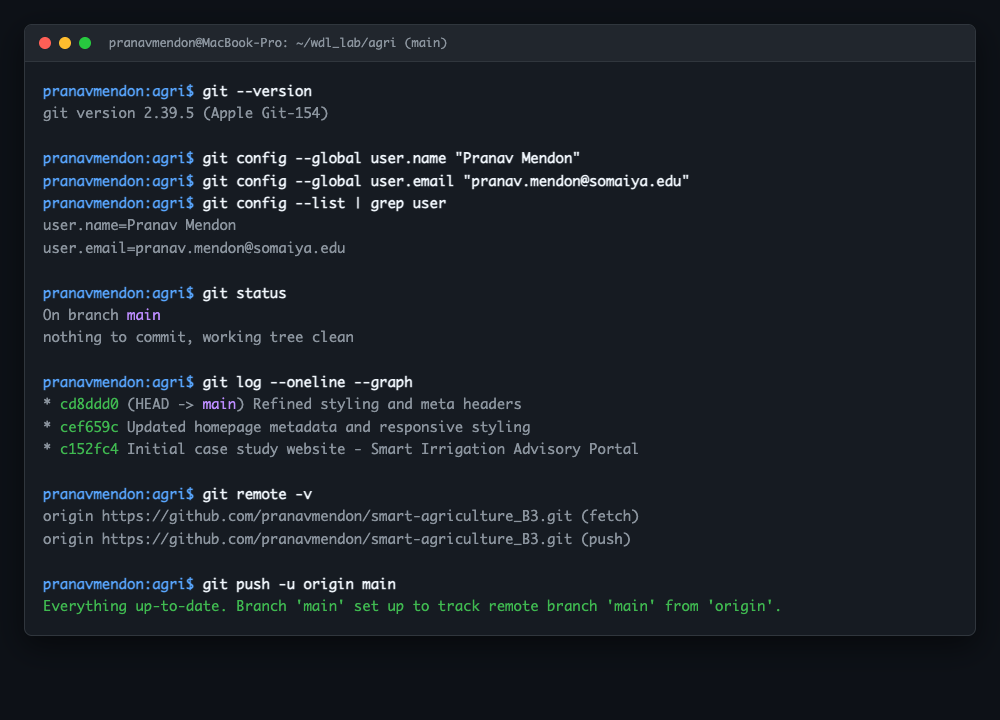 pranavmendon@MacBook-Pro: ~/wdl_lab/agri (main)
pranavmendon:agri$ git --version
git version 2.39.5 (Apple Git-154)
pranavmendon:agri$ git config --global user.name "Pranav Mendon"
pranavmendon:agri$ git config --global user.email "pranav.mendon@somaiya.edu"
pranavmendon:agri$ git config --list | grep user
user.name=Pranav Mendon
user.email=pranav.mendon@somaiya.edu
pranavmendon:agri$ git status
On branch main
nothing to commit, working tree clean
pranavmendon:agri$ git log --oneline --graph
* cd8ddd0 (HEAD -> main) Refined styling and meta headers
* cef659c Updated homepage metadata and responsive styling
* c152fc4 Initial case study website - Smart Irrigation Advisory Portal
pranavmendon:agri$ git remote -v
origin https://github.com/pranavmendon/smart-agriculture_B3.git (fetch)
origin https://github.com/pranavmendon/smart-agriculture_B3.git (push)
pranavmendon:agri$ git push -u origin main
Everything up-to-date. Branch 'main' set up to track remote branch 'main' from 'origin'.